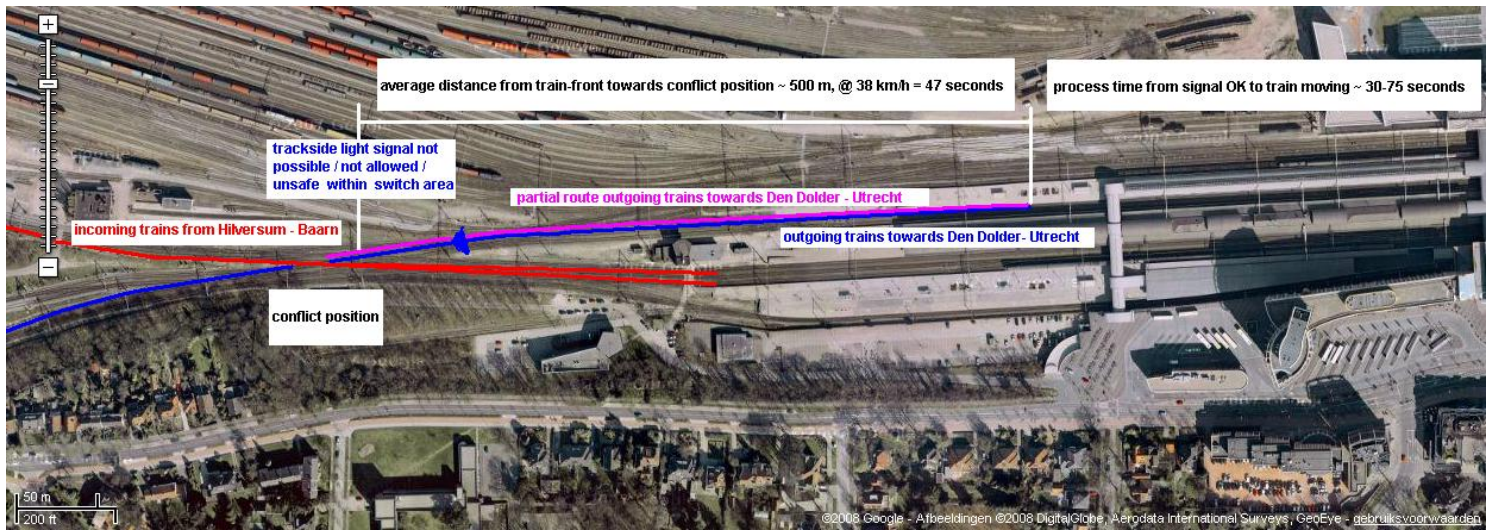 average distance from train-front towards conflict position ~ 500 m, @ 38 km/h = 47 seconds
process time from signal OK to train moving ~ 30-75 seconds
trackside light signal not
possible / not allowed /
unsafe within switch area
partial route outgoing trains towards Den Dolder - Utrecht
incoming trains from Hilversum - Baarn
outgoing trains towards Den Dolder- Utrecht
conflict position
50 m
200 ft
©2008 Google - Afbeeldingen ©2008 DigitalGlobe, Aerodata International Surveys, GeoEye - gebruiksvoorwaarden